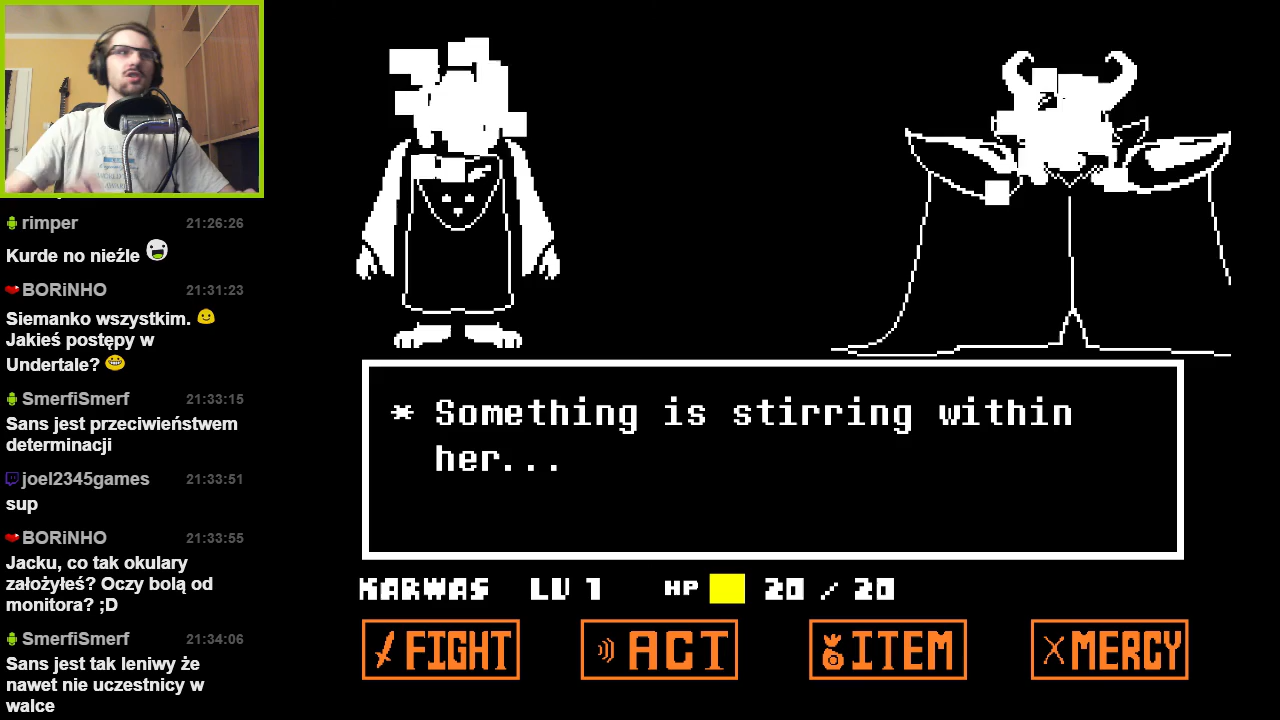 rimper 21:26:26
Kurde no nieźle
BORiNHO 21:31:23
Siemanko wszystkim.
Jakieś postępy w
Undertale?
SmerfiSmerf 21:33:15
Sans jest przeciwieństwem
determinacji
joel2345games 21:33:51
sup
BORiNHO 21:33:55
Jacku, co tak okulary
założyłeś? Oczy bolą od
monitora? ;D
SmerfiSmerf 21:34:06
Sans jest tak leniwy że
nawet nie uczestnicy w
walce
* Something is stirring within
her...
KARWAS LV 1 HP 20 / 20
FIGHT ACT ITEM MERCY